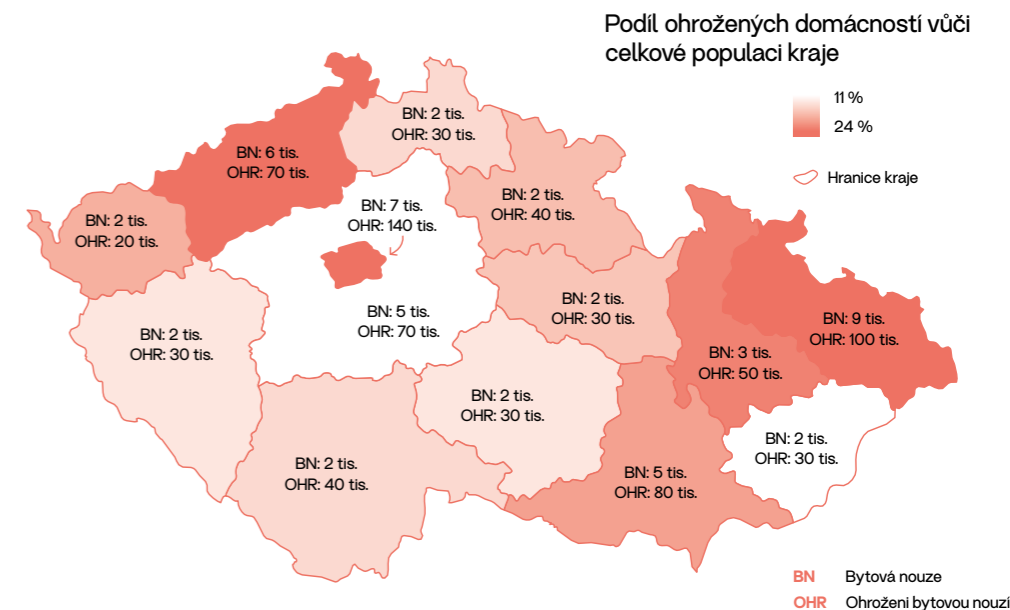 Podíl ohrožených domácností vůči
celkové populaci kraje
11 %
24 %
Hranice kraje
BN: 2 tis.
OHR: 30 tis.
BN: 6 tis.
OHR: 70 tis.
BN: 2 tis.
OHR: 40 tis.
BN: 7 tis.
OHR: 140 tis.
BN: 2 tis.
OHR: 20 tis.
BN: 2 tis.
OHR: 30 tis.
BN: 5 tis.
OHR: 70 tis.
BN: 9 tis.
OHR: 100 tis.
BN: 2 tis.
OHR: 30 tis.
BN: 3 tis.
OHR: 50 tis.
BN: 2 tis.
OHR: 30 tis.
BN: 2 tis.
OHR: 30 tis.
BN: 2 tis.
OHR: 40 tis.
BN: 5 tis.
OHR: 80 tis.
BN Bytová nouze
OHR Ohroženi bytovou nouzí